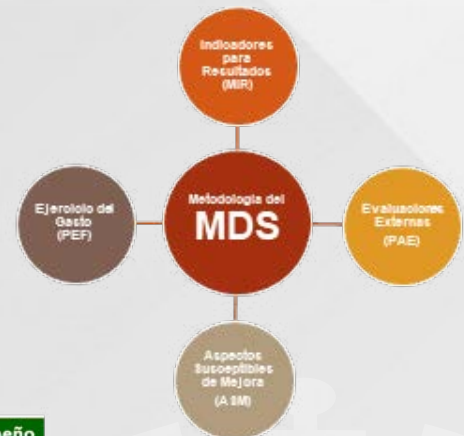 Indicadores
para
Resultados
(MIR)
Ejercicio del
Gasto
(PEF)
Metodología del
MDS
Evaluaciones
Externas
(PAE)
Aspectos
Susceptibles
de Mejora
(ASM)
eño